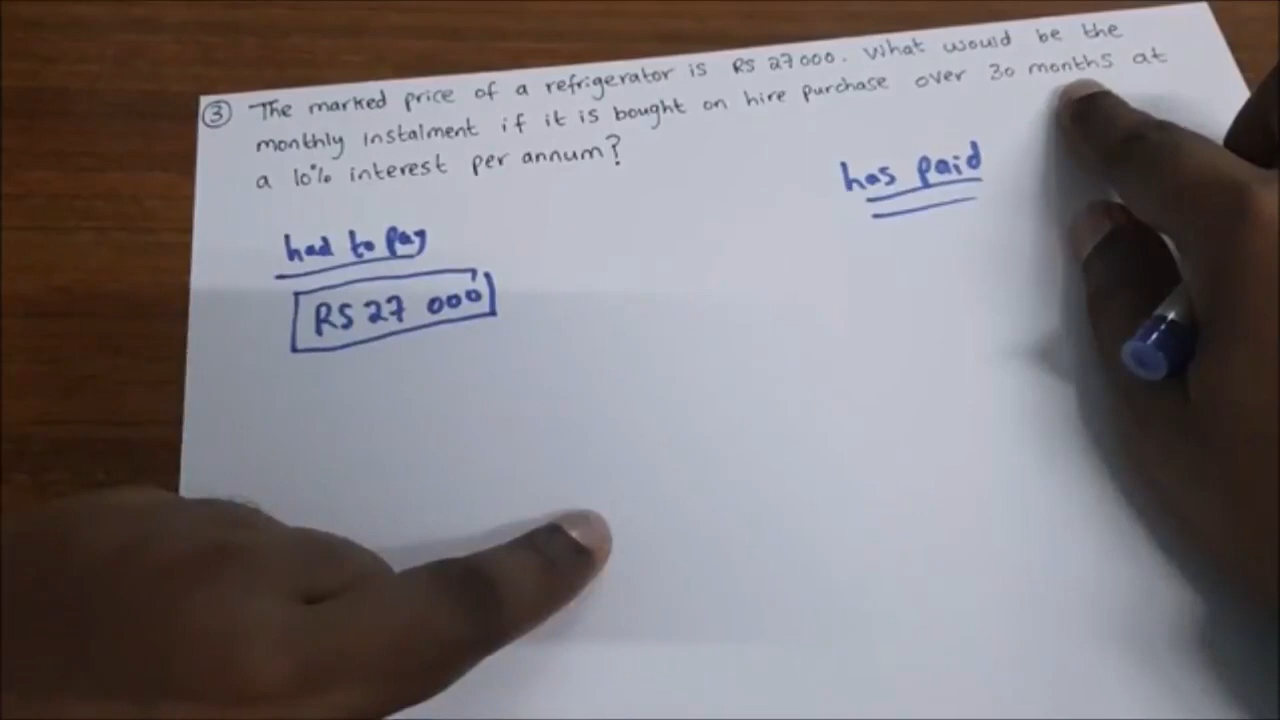 ③ The marked price of a refrigerator is RS 27000. What would be the
monthly instalment if it is bought on hire purchase over 30 months at
a 10% interest per annum?
has paid
had to pay
RS 27 000